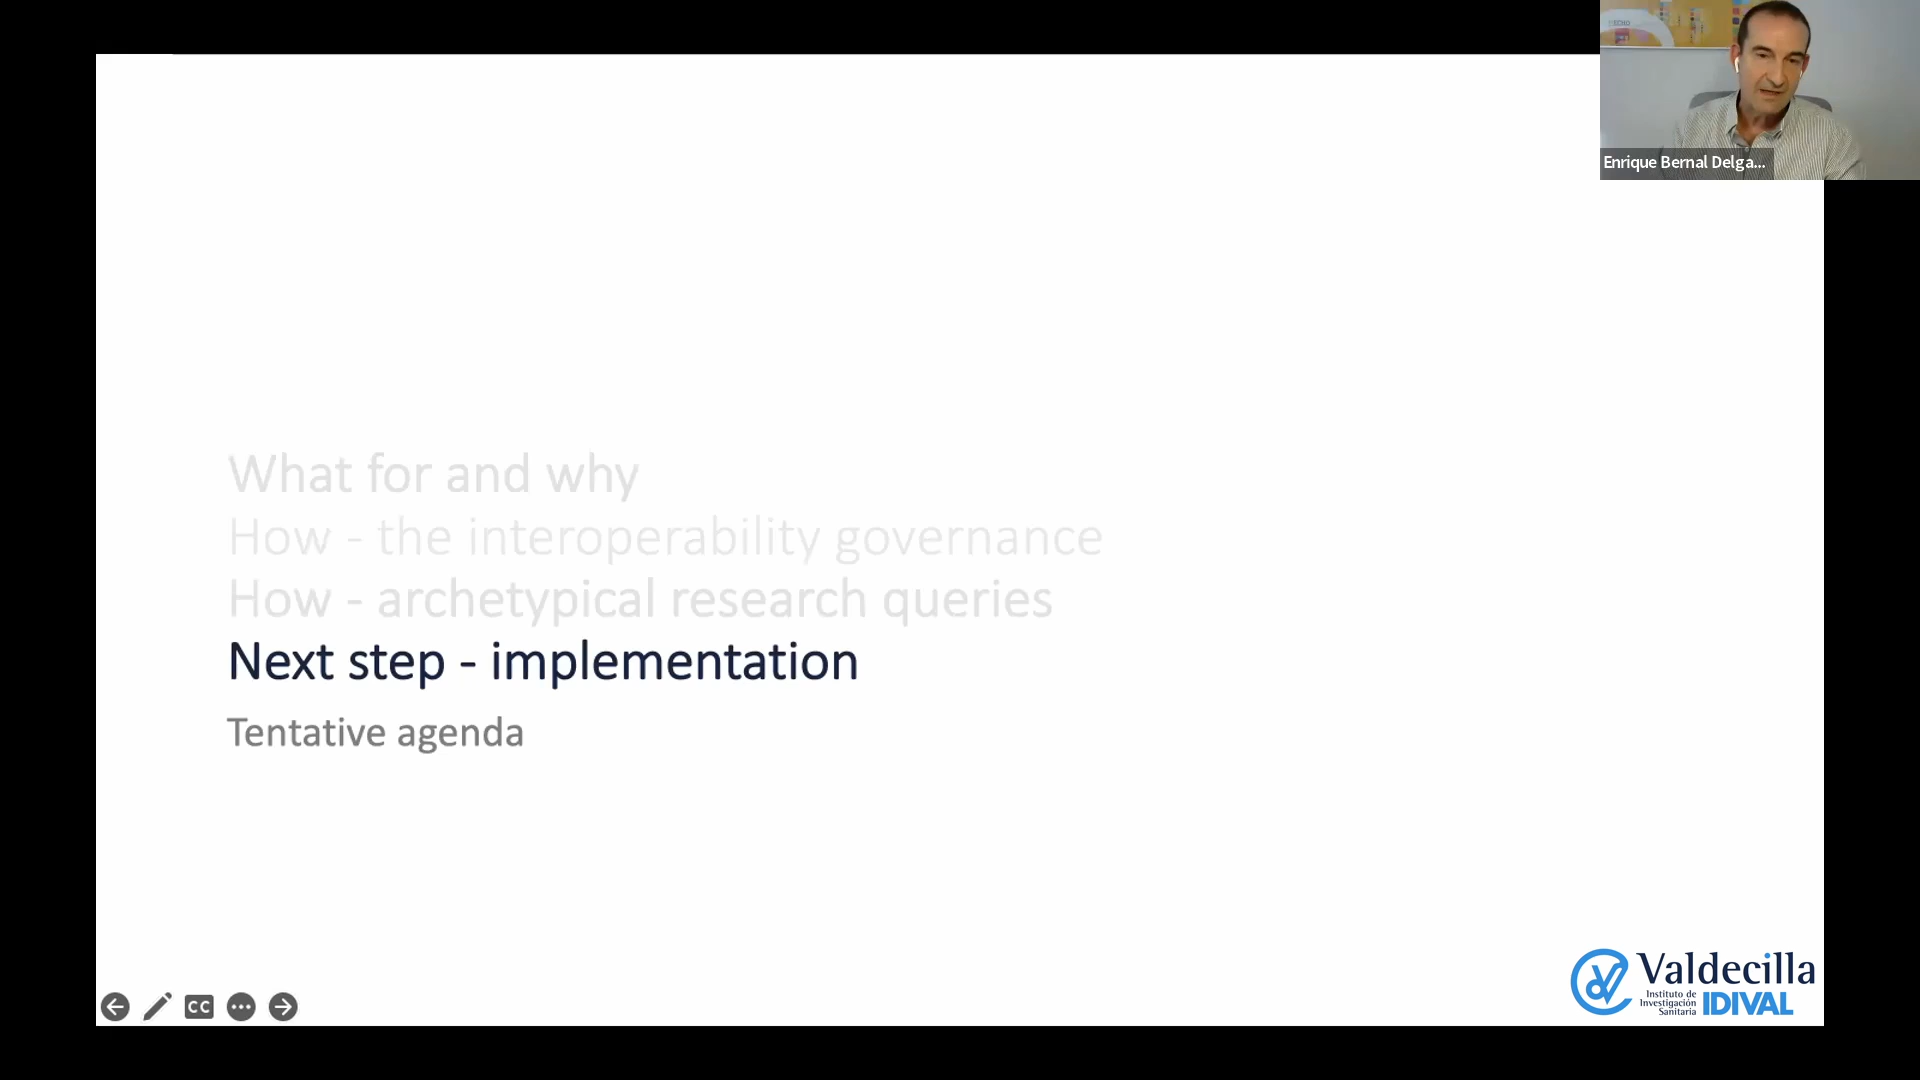 Enrique Bernal Delga...
What for and why
How - the interoperability governance
How - archetypical research queries
Next step - implementation
Tentative agenda
CC
Valdecilla
Instituto de
Investigación
Sanitaria
IDIVAL